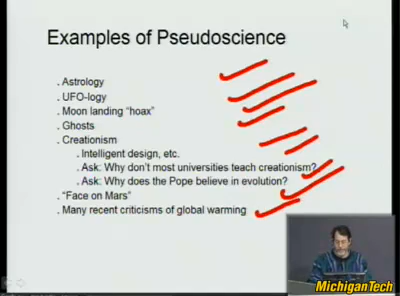 Examples of Pseudoscience
. Astrology
. UFO-logy
. Moon landing “hoax”
. Ghosts
. Creationism
. Intelligent design, etc.
. Ask: Why don't most universities teach creationism?
. Ask: Why does the Pope believe in evolution?
. “Face on Mars”
. Many recent criticisms of global warming
MichiganTech